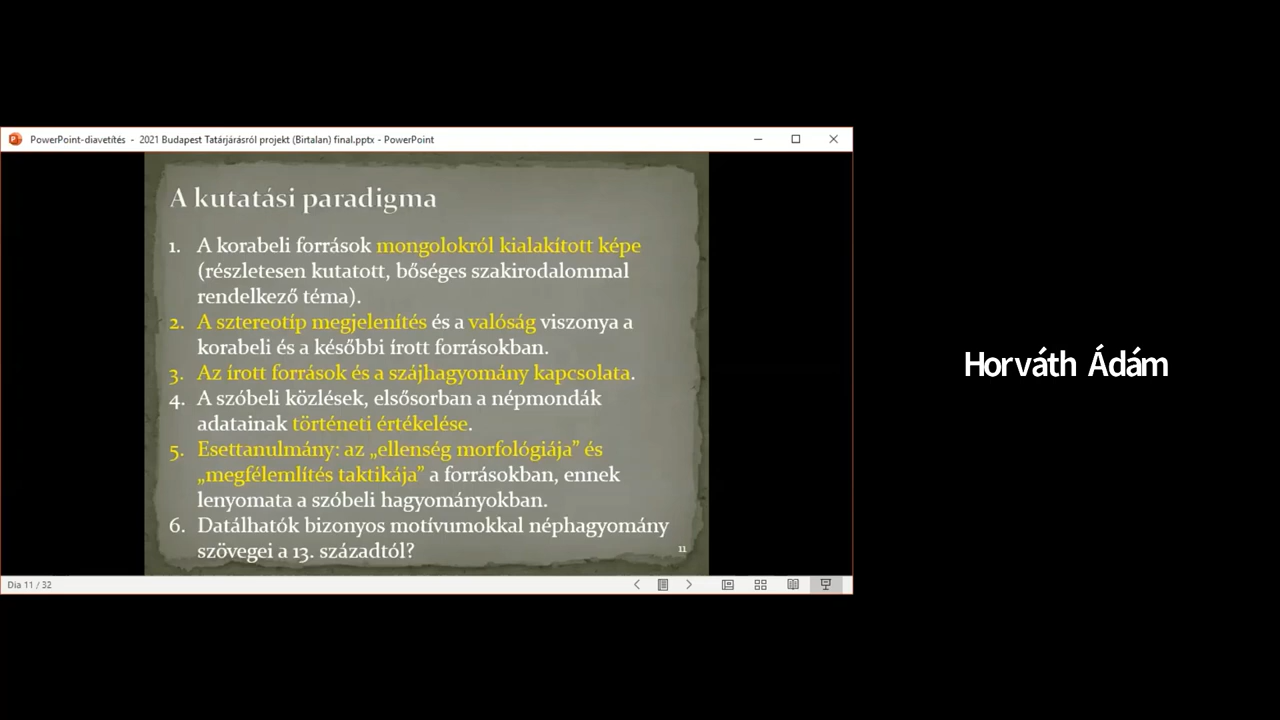 PowerPoint-diavetítés - 2021 Budapest Tatárjárásról projekt (Birtalan) final.pptx - PowerPoint
A kutatási paradigma
1. A korabeli források mongolokról kialakított képe
(részletesen kutatott, bőséges szakirodalommal
rendelkező téma).
2. A sztereotíp megjelenítés és a valóság viszonya a
korabeli és a későbbi írott forrásokban.
3. Az írott források és a szájhagyomány kapcsolata.
4. A szóbeli közlések, elsősorban a népmondák
adatainak történeti értékelése.
5. Esettanulmány: az „ellenség morfológiája” és
„megfélemlítés taktikája” a forrásokban, ennek
lenyomata a szóbeli hagyományokban.
6. Datálhatók bizonyos motívumokkal néphagyomány
szövegei a 13. századtól?
11
Dia 11 / 32
Horváth Ádám